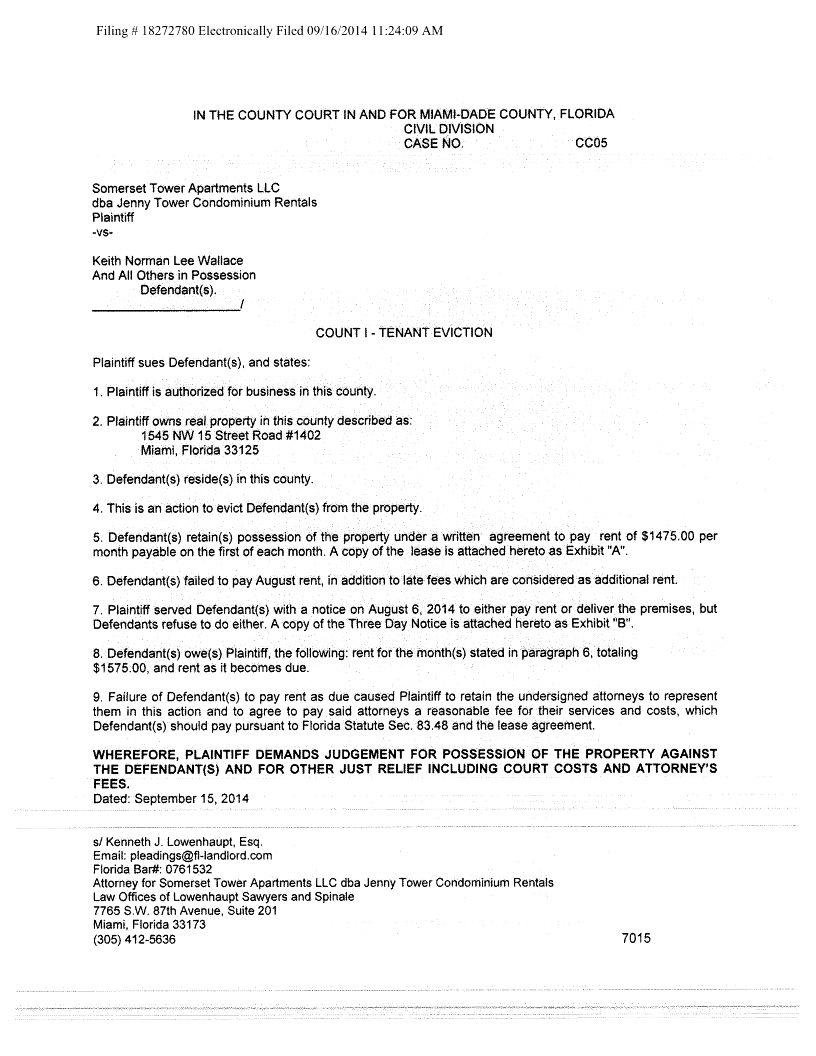 Filing # 18272780 Electronically Filed 09/16/2014 11:24:09 AM
IN THE COUNTY COURT IN AND FOR MIAMI-DADE COUNTY, FLORIDA
CIVIL DIVISION
CASE NO. CC05
Somerset Tower Apartments LLC
dba Jenny Tower Condominium Rentals
Plaintiff
-vs-
Keith Norman Lee Wallace
And All Others in Possession
Defendant(s).
/
COUNT I - TENANT EVICTION
Plaintiff sues Defendant(s), and states:
1. Plaintiff is authorized for business in this county.
2. Plaintiff owns real property in this county described as:
1545 NW 15 Street Road #1402
Miami, Florida 33125
3. Defendant(s) reside(s) in this county.
4. This is an action to evict Defendant(s) from the property.
5. Defendant(s) retain(s) possession of the property under a written agreement to pay rent of $1475.00 per
month payable on the first of each month. A copy of the lease is attached hereto as Exhibit "A".
6. Defendant(s) failed to pay August rent, in addition to late fees which are considered as additional rent.
7. Plaintiff served Defendant(s) with a notice on August 6, 2014 to either pay rent or deliver the premises, but
Defendants refuse to do either. A copy of the Three Day Notice is attached hereto as Exhibit "B".
8. Defendant(s) owe(s) Plaintiff, the following: rent for the month(s) stated in paragraph 6, totaling
$1575.00, and rent as it becomes due.
9. Failure of Defendant(s) to pay rent as due caused Plaintiff to retain the undersigned attorneys to represent
them in this action and to agree to pay said attorneys a reasonable fee for their services and costs, which
Defendant(s) should pay pursuant to Florida Statute Sec. 83.48 and the lease agreement.
WHEREFORE, PLAINTIFF DEMANDS JUDGEMENT FOR POSSESSION OF THE PROPERTY AGAINST
THE DEFENDANT(S) AND FOR OTHER JUST RELIEF INCLUDING COURT COSTS AND ATTORNEY'S
FEES.
Dated: September 15, 2014
s/ Kenneth J. Lowenhaupt, Esq.
Email: pleadings@fl-landlord.com
Florida Bar#: 0761532
Attorney for Somerset Tower Apartments LLC dba Jenny Tower Condominium Rentals
Law Offices of Lowenhaupt Sawyers and Spinale
7765 S.W. 87th Avenue, Suite 201
Miami, Florida 33173
(305) 412-5636 7015